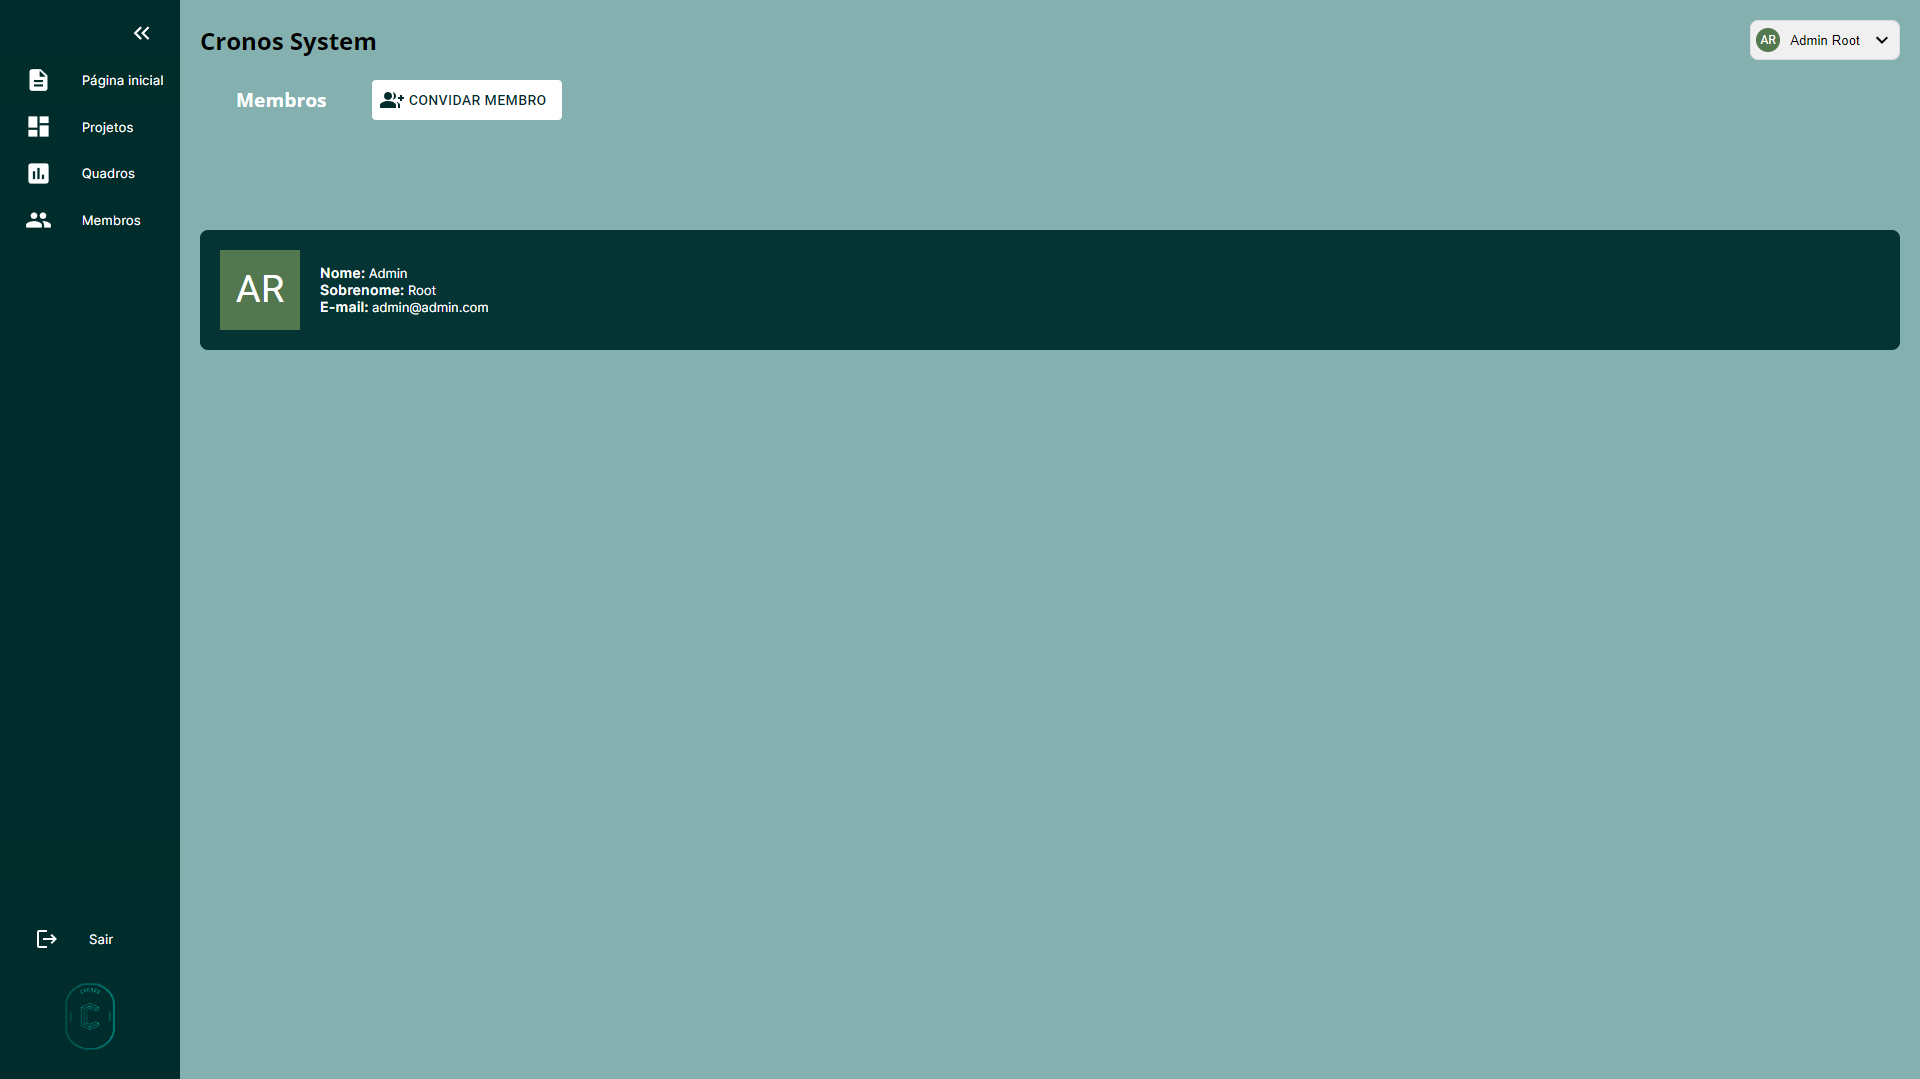 Cronos System
AR Admin Root
Página inicial
Projetos
Quadros
Membros
Membros
CONVIDAR MEMBRO
AR
Nome: Admin
Sobrenome: Root
E-mail: admin@admin.com
Sair
CRONOS
C